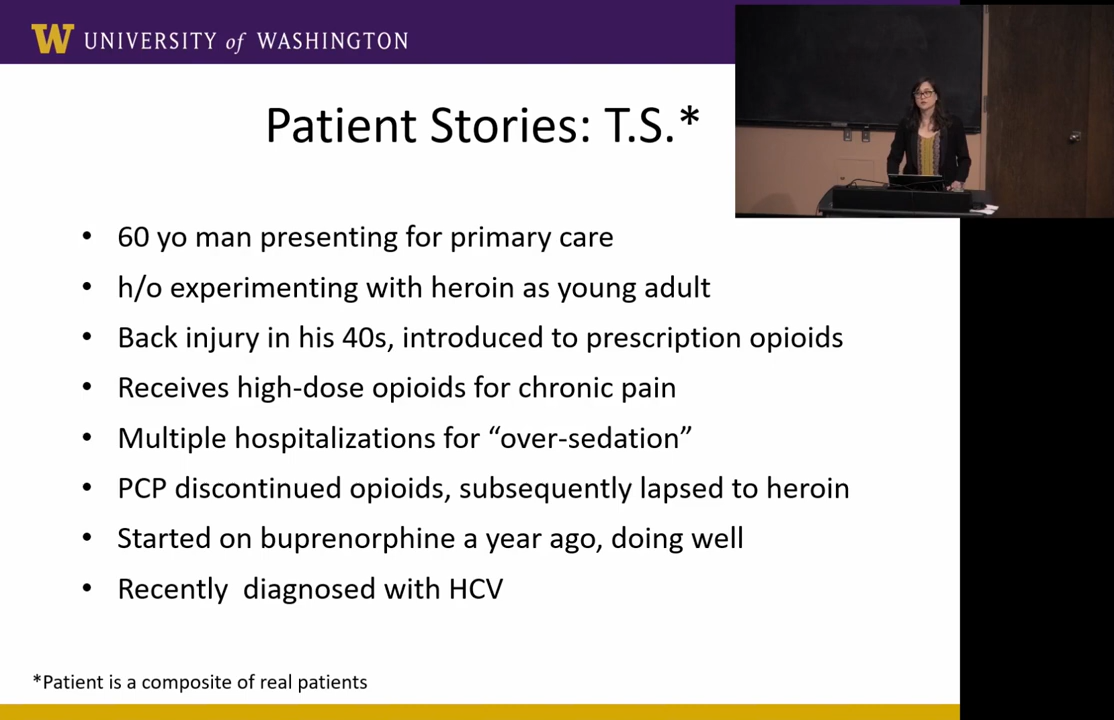 W UNIVERSITY of WASHINGTON
Patient Stories: T.S.*
• 60 yo man presenting for primary care
• h/o experimenting with heroin as young adult
• Back injury in his 40s, introduced to prescription opioids
• Receives high-dose opioids for chronic pain
• Multiple hospitalizations for “over-sedation”
• PCP discontinued opioids, subsequently lapsed to heroin
• Started on buprenorphine a year ago, doing well
• Recently  diagnosed with HCV
*Patient is a composite of real patients